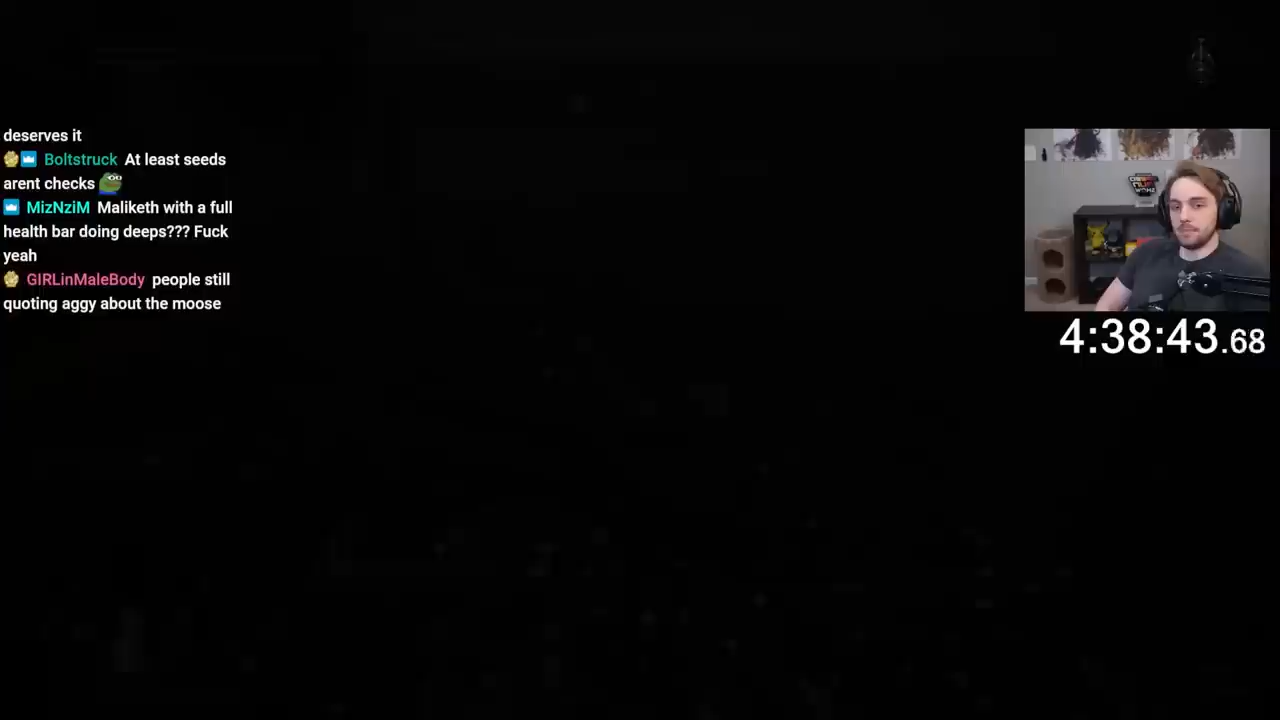 deserves it
Boltstruck At least seeds
arent checks
MizNziM Maliketh with a full
health bar doing deeps??? Fuck
yeah
GIRLinMaleBody people still
quoting aggy about the moose
4:38:43.68